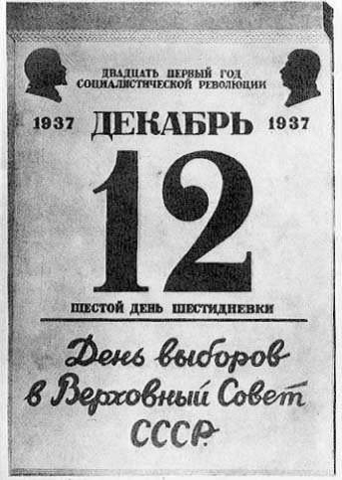 ДВАДЦАТЬ ПЕРВЫЙ ГОД
СОЦИАЛИСТИЧЕСКОЙ РЕВОЛЮЦИИ
1937 ДЕКАБРЬ 1937
12
ШЕСТОЙ ДЕНЬ ШЕСТИДНЕВКИ
День выборов
в Верховный Совет
СССР.